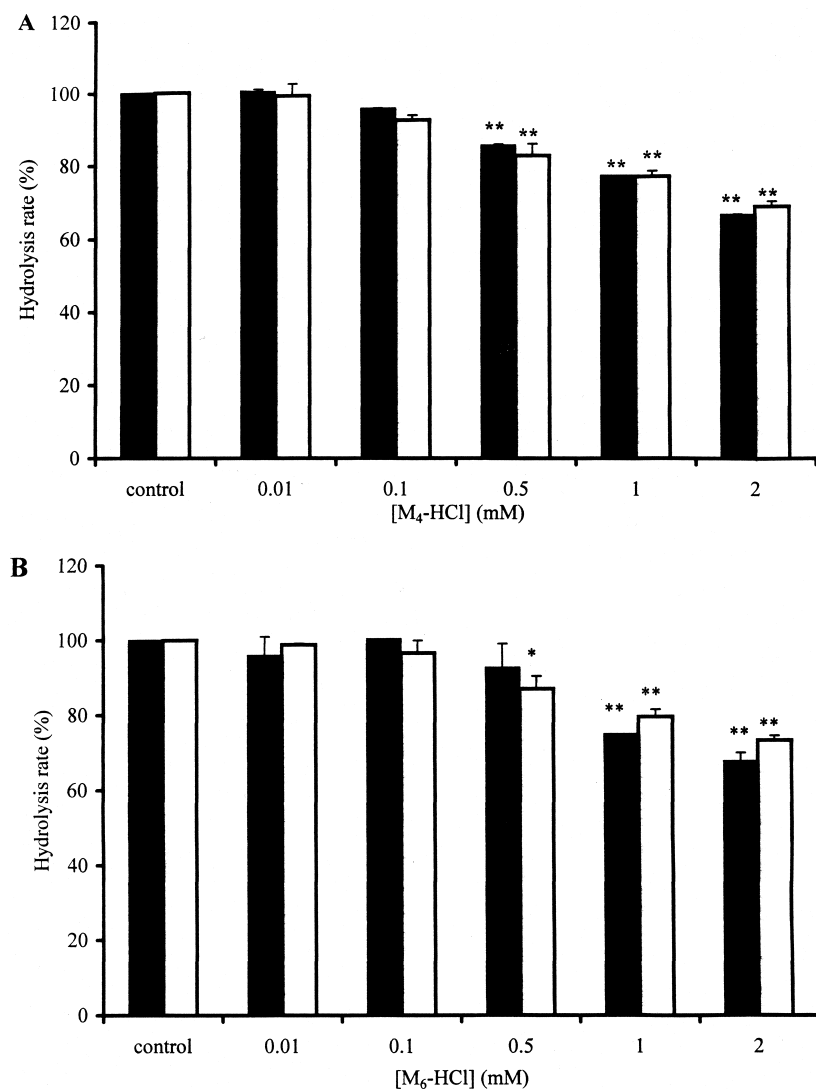 A
120
100
80
60
40
20
0
Hydrolysis rate (%)
** **
** **
** **
control 0.01 0.1 0.5 1 2
[M₄-HCl] (mM)
B
120
100
80
60
40
20
0
Hydrolysis rate (%)
*
** **
** **
control 0.01 0.1 0.5 1 2
[M₆-HCl] (mM)